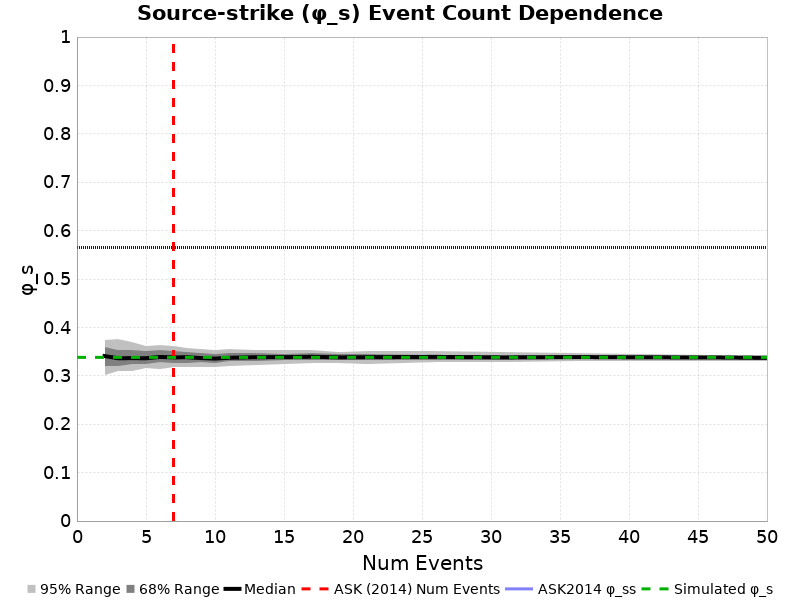 Source-strike (φ_s) Event Count Dependence
1
0.9
0.8
0.7
0.6
0.5
0.4
0.3
0.2
0.1
0
φ_s
0 5 10 15 20 25 30 35 40 45 50
Num Events
95% Range 68% Range Median ASK (2014) Num Events ASK2014 φ_ss Simulated φ_s